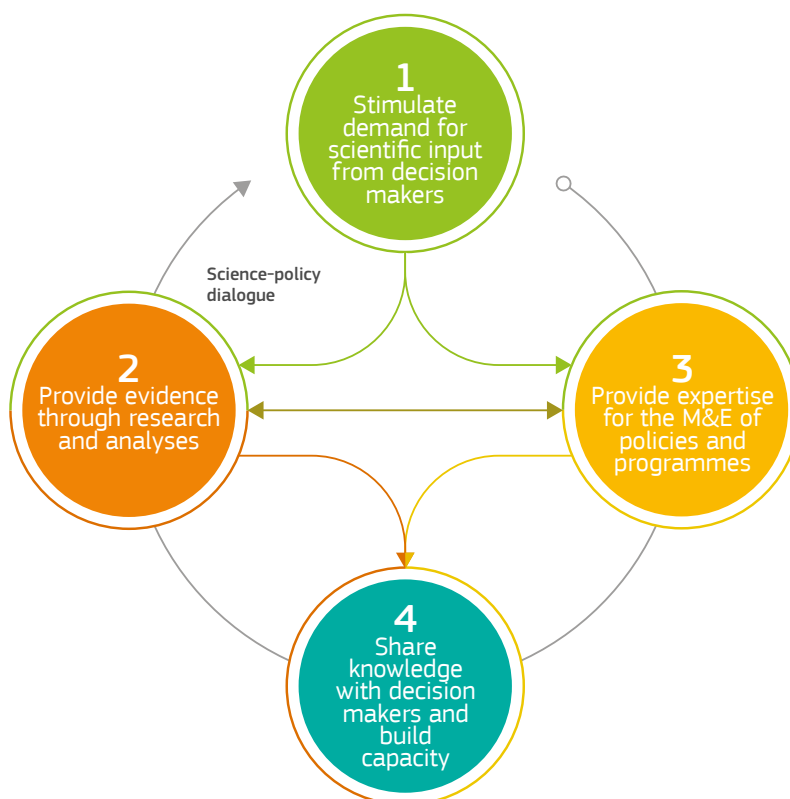 1
Stimulate
demand for
scientific input
from decision
makers
Science-policy
dialogue
2
Provide evidence
through research
and analyses
3
Provide expertise
for the M&E of
policies and
programmes
4
Share
knowledge
with decision
makers and
build
capacity